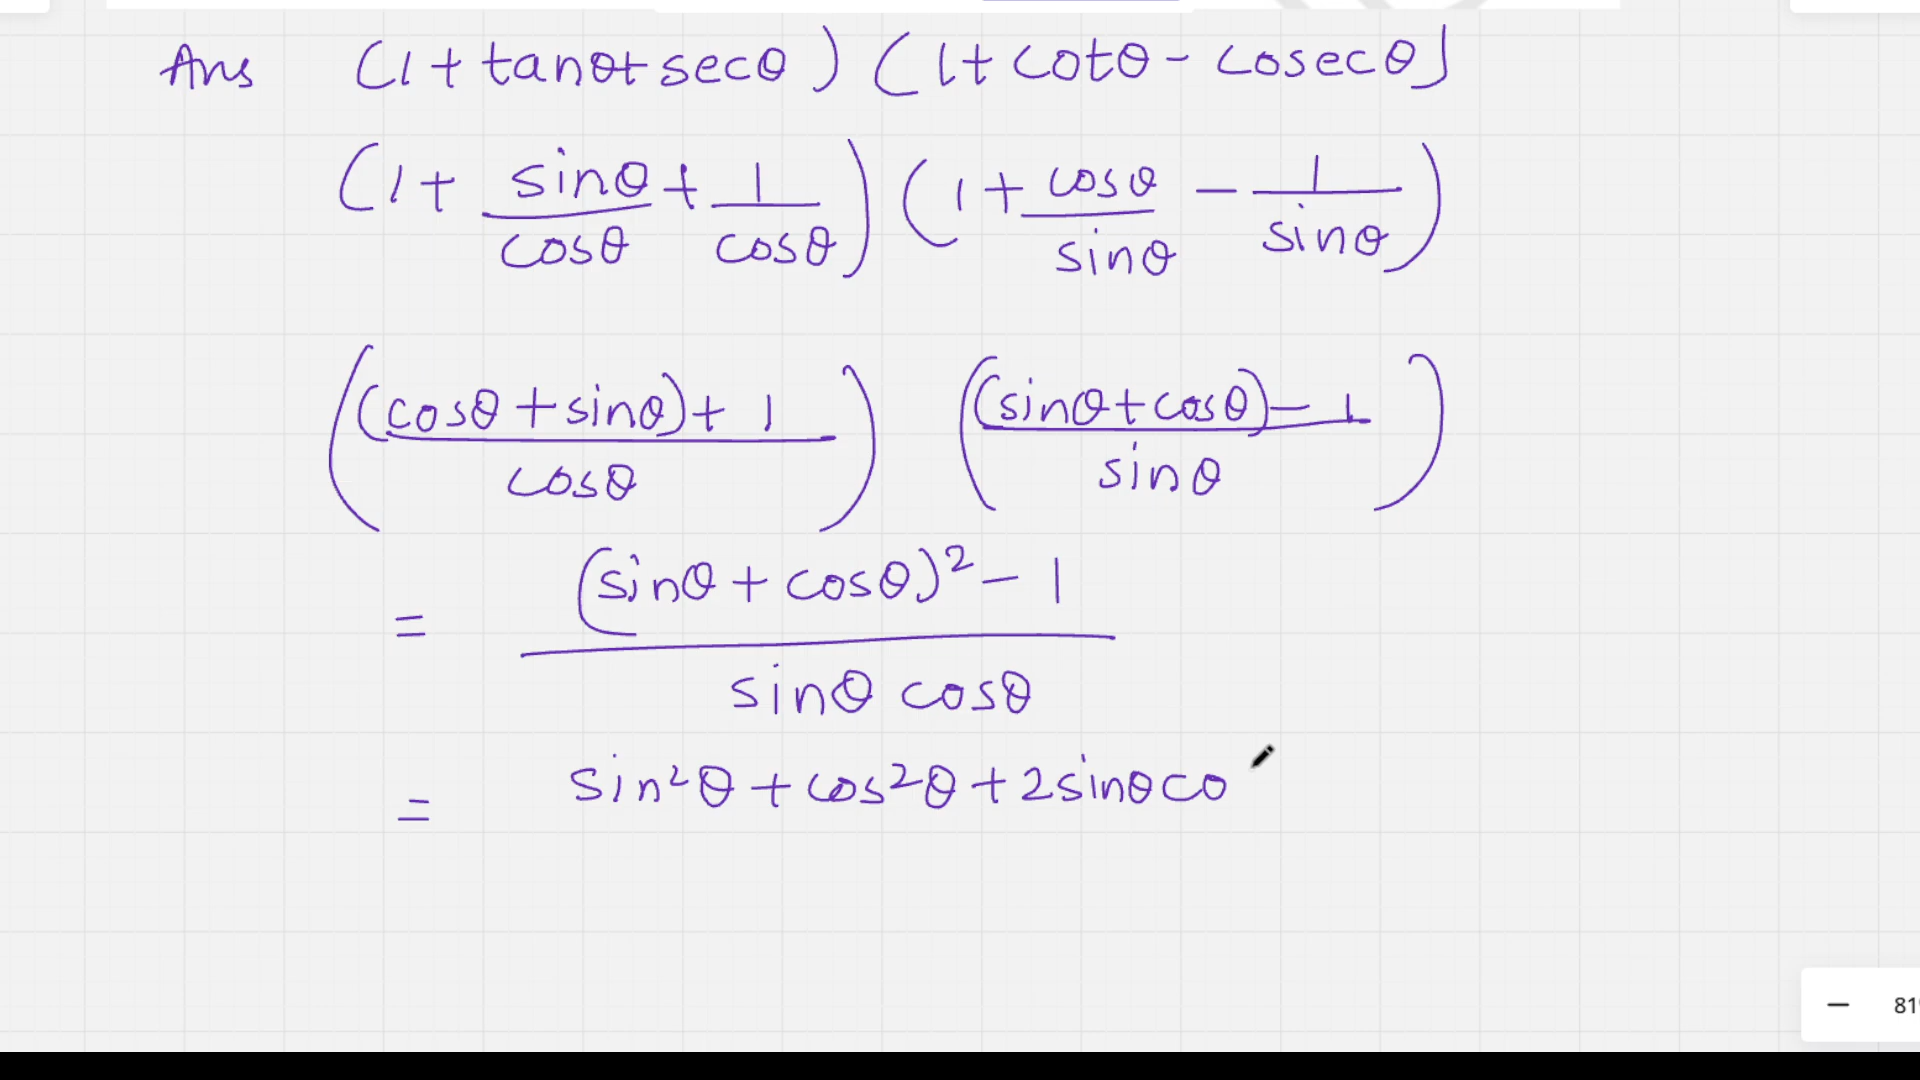 Ans (1 + tanθ + secθ) (1 + cotθ - cosecθ)
(1 + sinθ/cosθ + 1/cosθ) (1 + cosθ/sinθ - 1/sinθ)
((cosθ + sinθ) + 1 / cosθ) ((sinθ + cosθ) - 1 / sinθ)
= (sinθ + cosθ)² - 1 / sinθ cosθ
= sin²θ + cos²θ + 2sinθco
81